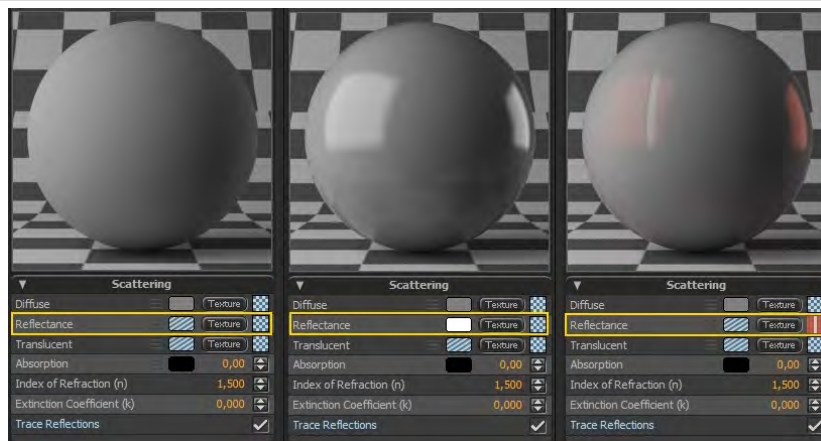 Scattering
Diffuse Texture
Reflectance Texture
Translucent Texture
Absorption 0,00
Index of Refraction (n) 1,500
Extinction Coefficient (k) 0,000
Trace Reflections
Scattering
Diffuse Texture
Reflectance Texture
Translucent Texture
Absorption 0,00
Index of Refraction (n) 1,500
Extinction Coefficient (k) 0,000
Trace Reflections
Scattering
Diffuse Texture
Reflectance Texture
Translucent Texture
Absorption 0,00
Index of Refraction (n) 1,500
Extinction Coefficient (k) 0,000
Trace Reflections